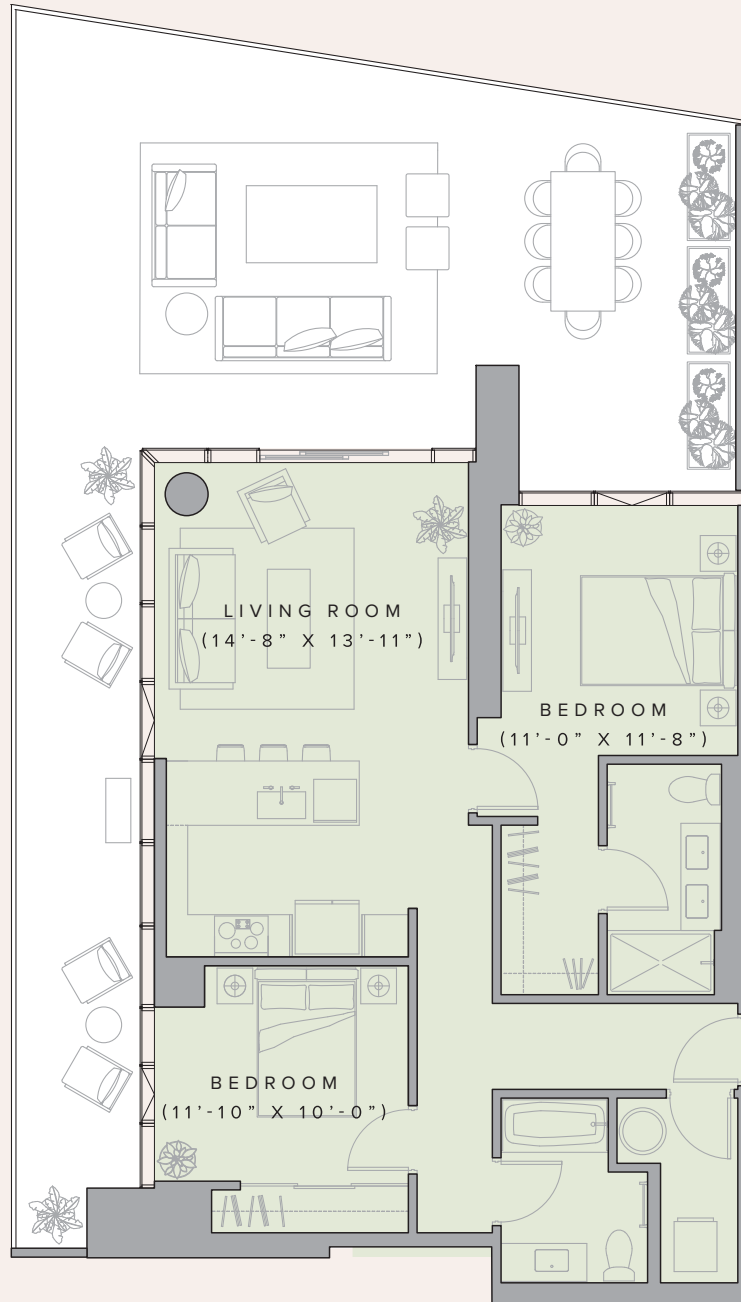 LIVING ROOM
(14'-8” X 13'-11”)
BEDROOM
(11'-0” X 11'-8”)
BEDROOM
(11'-10” X 10'-0”)